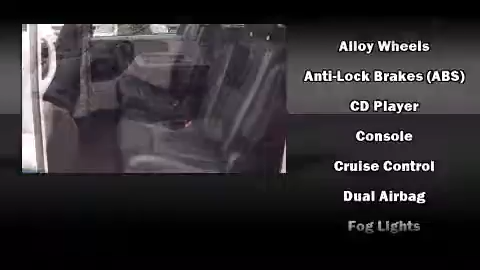 Alloy Wheels
Anti-Lock Brakes (ABS)
CD Player
Console
Cruise Control
Dual Airbag
Fog Lights